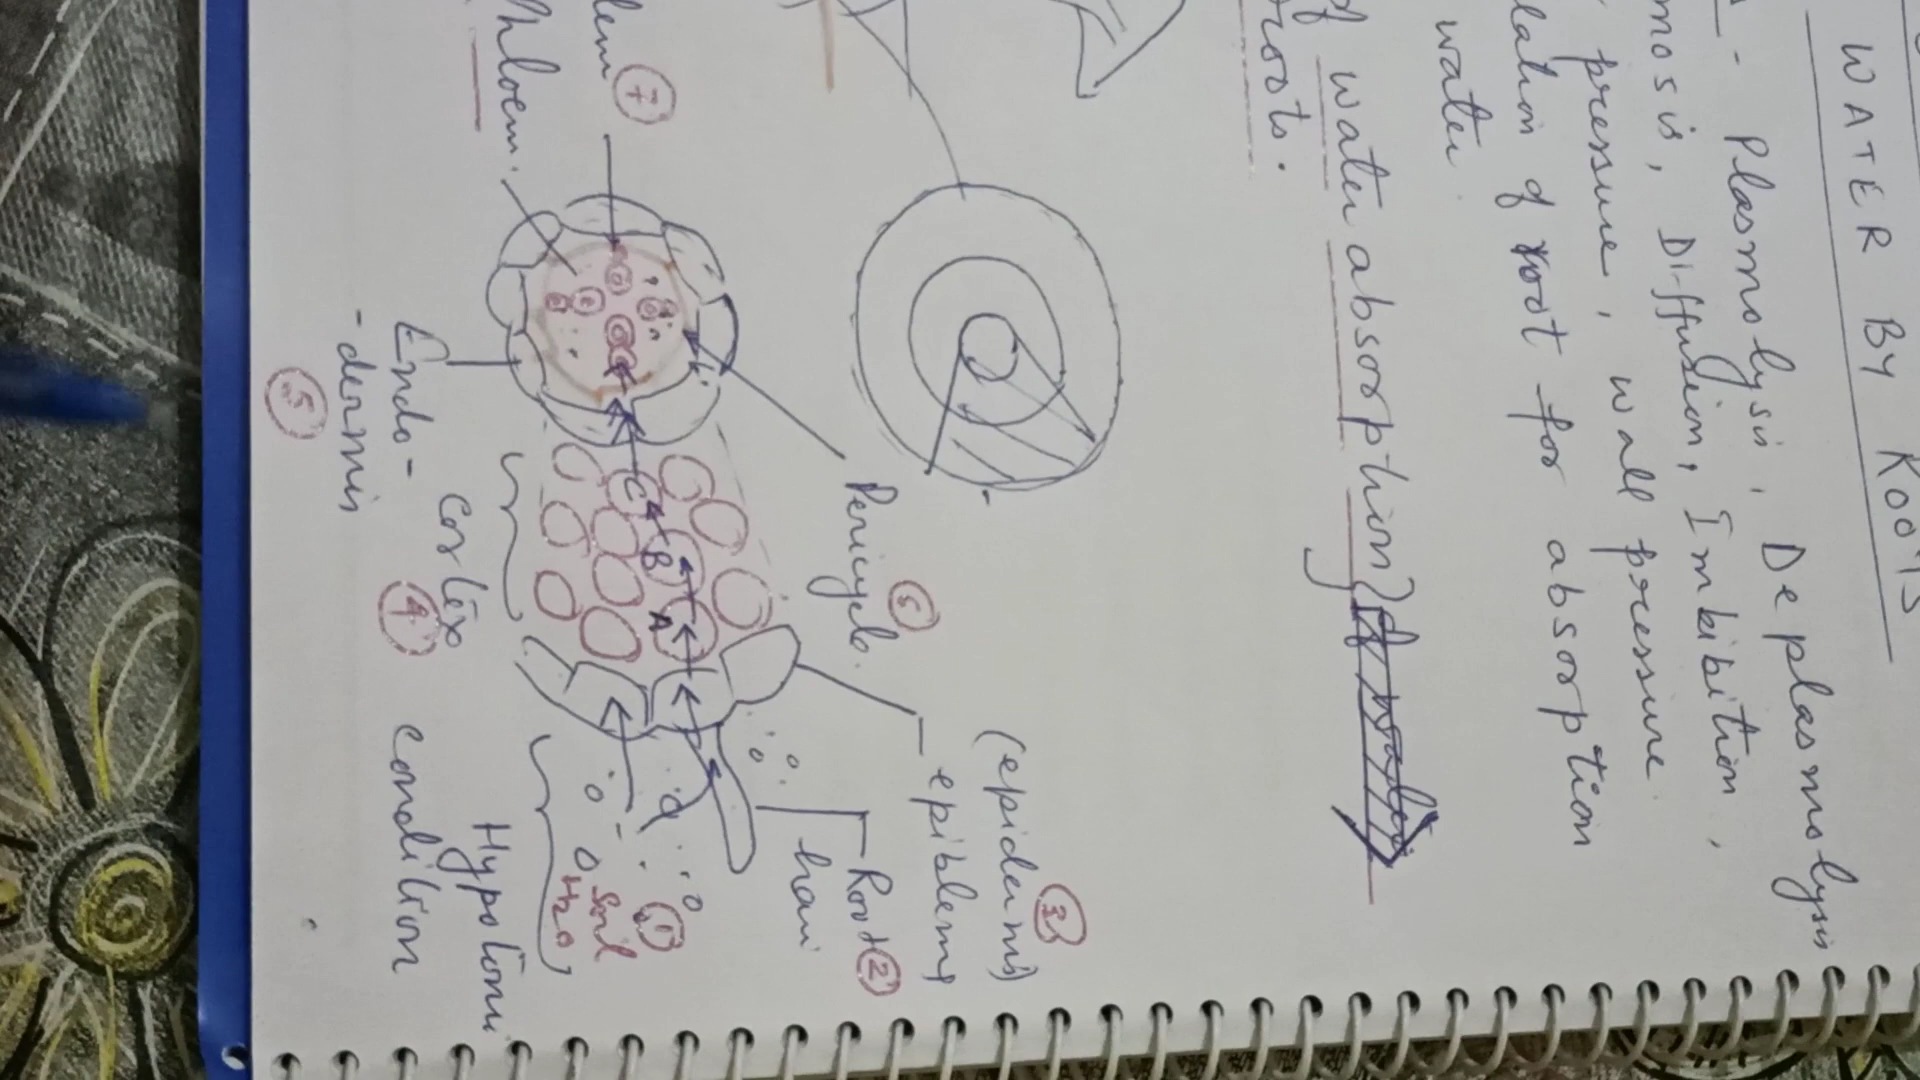 WATER BY ROOTS
- Plasmolysis, Deplasmolysis
mosis, Diffusion, Imbibition,
pressure, wall pressure
lation of root for absorption
water.
of water absorption
roots.
(epidermis) 3
epiblema
Root 2
hair
Pericycle 6
1
Soil
H2O
A
B
C
7
lem
Phloem
Endo-
-dermis
5
Cortex
4
Hypotonic
condition